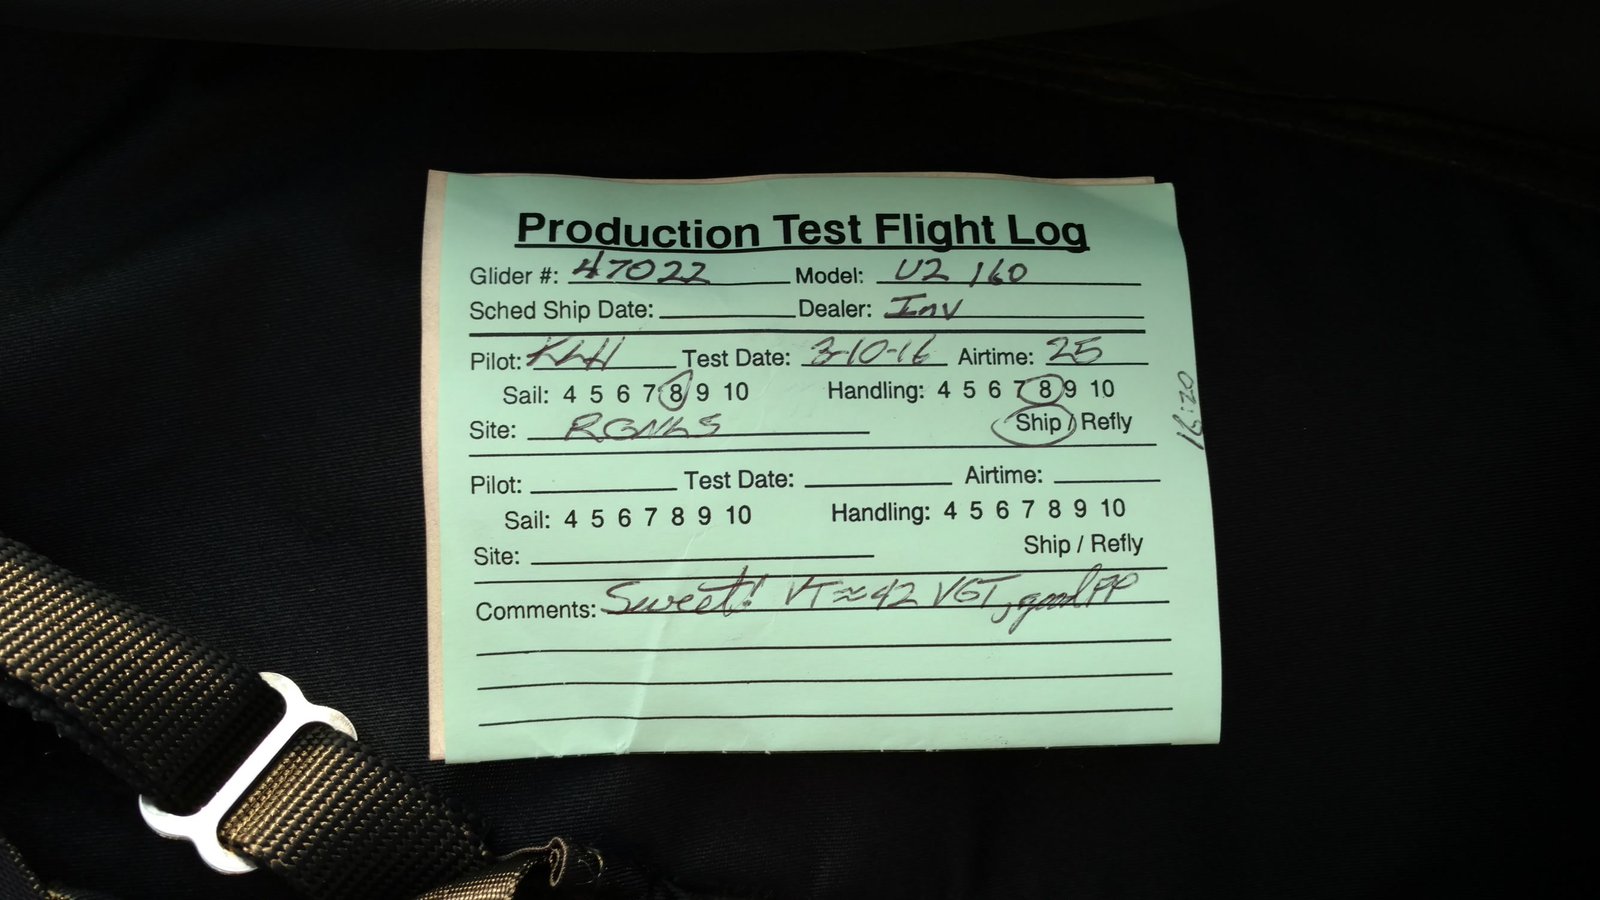 Production Test Flight Log
Glider #: 47022 Model: U2 160
Sched Ship Date: Dealer: Inv
Pilot: KLH Test Date: 3-10-16 Airtime: 25
Sail: 4 5 6 7 8 9 10 Handling: 4 5 6 7 8 9 10
Site: Ship / Refly
Pilot: Test Date: Airtime:
Sail: 4 5 6 7 8 9 10 Handling: 4 5 6 7 8 9 10
Site: Ship / Refly
Comments: Sweet! VT≈42 VGT, good PP